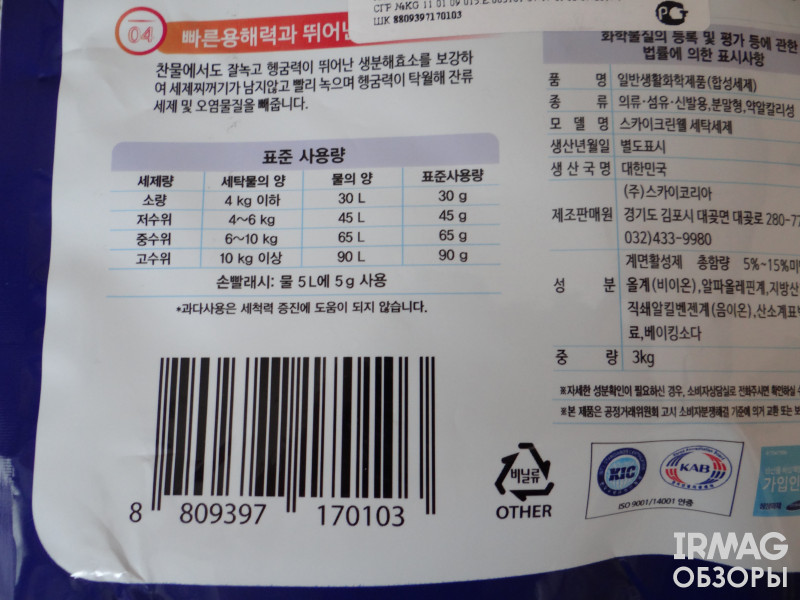 СГР №KG 11 01 09 015 E
ШК 8809397170103
04 빠른용해력과 뛰어난
찬물에서도 잘녹고 헹굼력이 뛰어난 생분해효소를 보강하
여 세제찌꺼기가 남지않고 빨리 녹으며 헹굼력이 탁월해 잔류
세제 및 오염물질을 빼줍니다.
표준 사용량
세제량 세탁물의 양 물의 양 표준사용량
소량 4 kg 이하 30 L 30 g
저수위 4~6 kg 45 L 45 g
중수위 6~10 kg 65 L 65 g
고수위 10 kg 이상 90 L 90 g
손빨래시: 물 5L에 5g 사용
*과다사용은 세척력 증진에 도움이 되지 않습니다.
8 809397 170103
화학물질의 등록 및 평가 등에 관한
법률에 의한 표시사항
품 명 일반생활화학제품(합성세제)
종 류 의류·섬유·신발용,분말형,약알칼리성
모 델 명 스카이크린웰 세탁세제
생산년월일 별도표시
생 산 국 명 대한민국
제조판매원 (주)스카이코리아
경기도 김포시 대곶면 대곶로 280-77
032)433-9980
성 분 계면활성제 총함량 5%~15%미
올계(비이온),알파올레핀계,지방산
직쇄알킬벤젠계(음이온),산소계표
료,베이킹소다
중 량 3kg
※자세한 성분확인이 필요하신 경우, 소비자상담실로 전화주시면 확인하실
※본 제품은 공정거래위원회 고시 소비자분쟁해결 기준에 의거 교환 또는
비닐류
OTHER
KIC
KAB
ISO 9001/14001 인증
가입인
IRMAG
ОБЗОРЫ